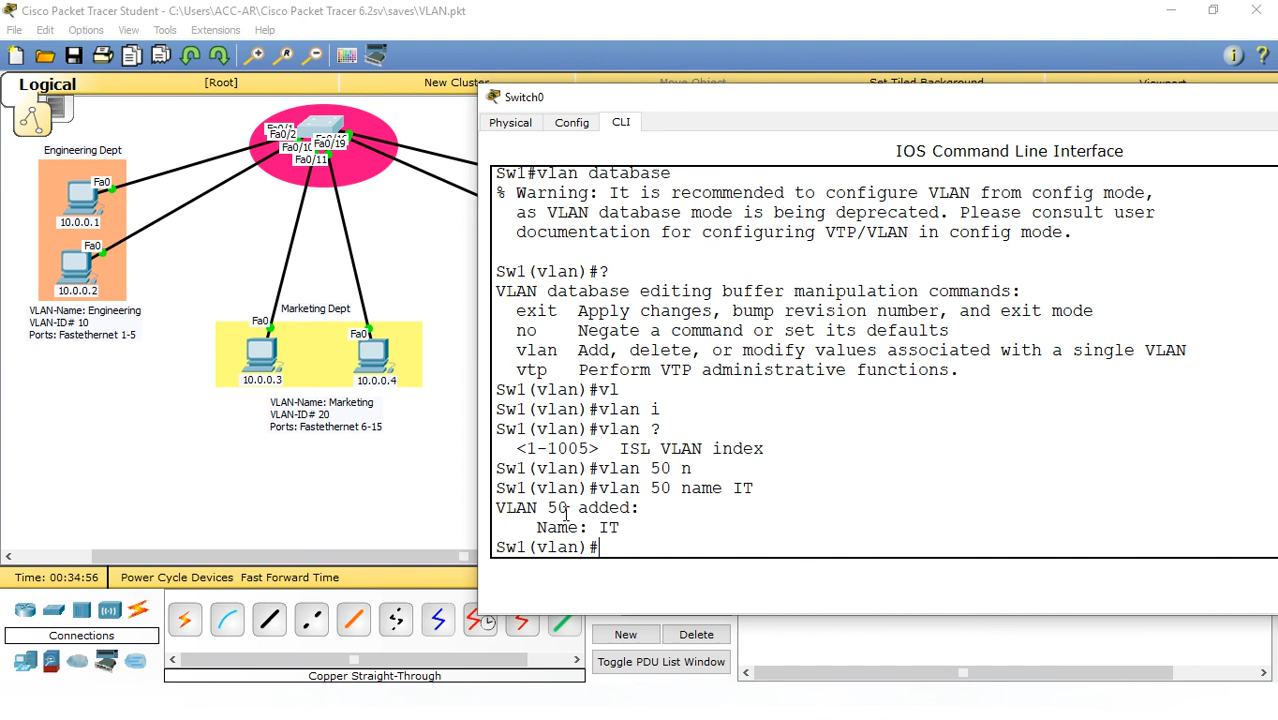 Cisco Packet Tracer Student - C:\Users\ACC-AR\Cisco Packet Tracer 6.2sv\saves\VLAN.pkt
File Edit Options View Tools Extensions Help
Logical [Root] New Cluster Move Object Set Tiled Background Viewport
Switch0
Physical Config CLI
IOS Command Line Interface
Sw1#vlan database
% Warning: It is recommended to configure VLAN from config mode,
as VLAN database mode is being deprecated. Please consult user
documentation for configuring VTP/VLAN in config mode.
Sw1(vlan)#?
VLAN database editing buffer manipulation commands:
exit Apply changes, bump revision number, and exit mode
no Negate a command or set its defaults
vlan Add, delete, or modify values associated with a single VLAN
vtp Perform VTP administrative functions.
Sw1(vlan)#vl
Sw1(vlan)#vlan i
Sw1(vlan)#vlan ?
<1-1005> ISL VLAN index
Sw1(vlan)#vlan 50 n
Sw1(vlan)#vlan 50 name IT
VLAN 50 added:
Name: IT
Sw1(vlan)#
Fa0/2
Fa0/19
Fa0/10
Fa0/11
Engineering Dept
Fa0
10.0.0.1
Fa0
10.0.0.2
VLAN-Name: Engineering
VLAN-ID# 10
Ports: Fastethernet 1-5
Marketing Dept
Fa0
Fa0
10.0.0.3
10.0.0.4
VLAN-Name: Marketing
VLAN-ID# 20
Ports: Fastethernet 6-15
Time: 00:34:56 Power Cycle Devices Fast Forward Time
Connections
Copper Straight-Through
New Delete
Toggle PDU List Window